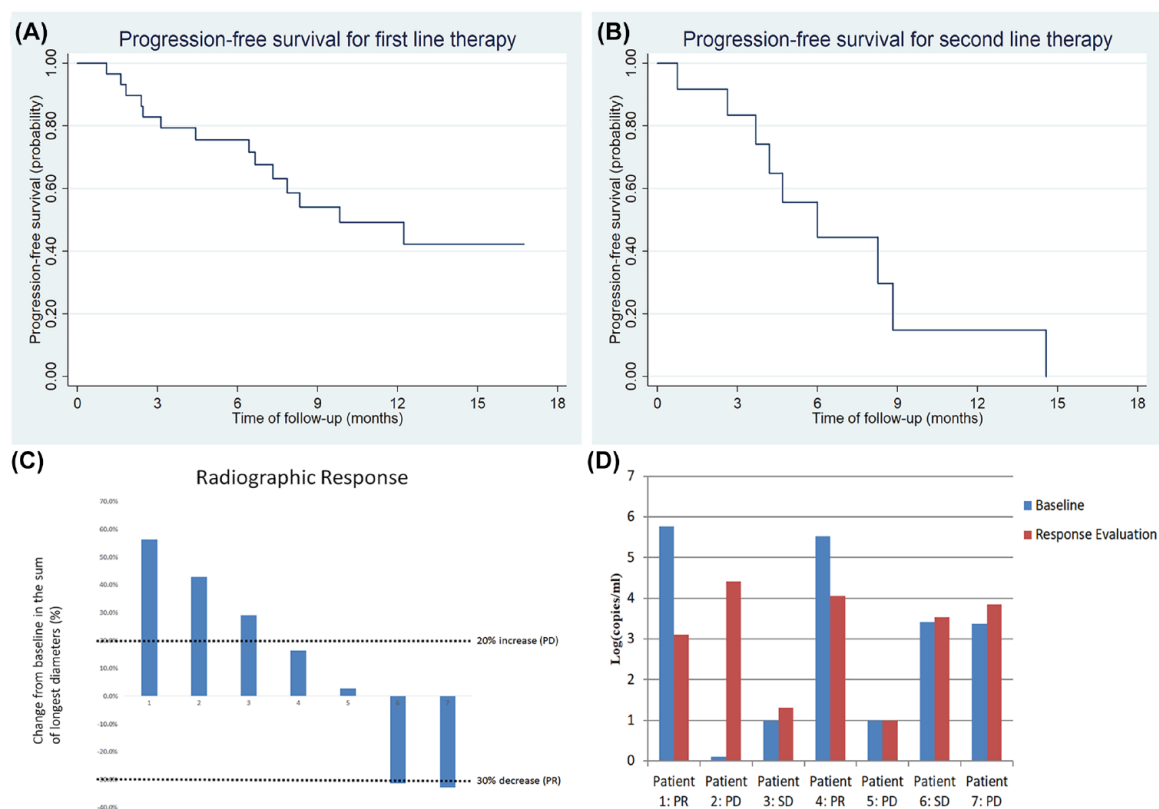 (A)
Progression-free survival for first line therapy
Progression-free survival (probability)
1.00
0.80
0.60
0.40
0.20
0.00
0 3 6 9 12 15 18
Time of follow-up (months)
(B)
Progression-free survival for second line therapy
Progression-free survival (probability)
1.00
0.80
0.60
0.40
0.20
0.00
0 3 6 9 12 15 18
Time of follow-up (months)
(C)
Radiographic Response
Change from baseline in the sum
of longest diameters (%)
70.0%
60.0%
50.0%
40.0%
30.0%
20.0%
10.0%
0.0%
-10.0%
-20.0%
-30.0%
-40.0%
1 2 3 4 5 6 7
20% increase (PD)
30% decrease (PR)
(D)
Log(copies/ml)
7
6
5
4
3
2
1
0
Baseline
Response Evaluation
Patient Patient Patient Patient Patient Patient Patient
1: PR 2: PD 3: SD 4: PR 5: PD 6: SD 7: PD